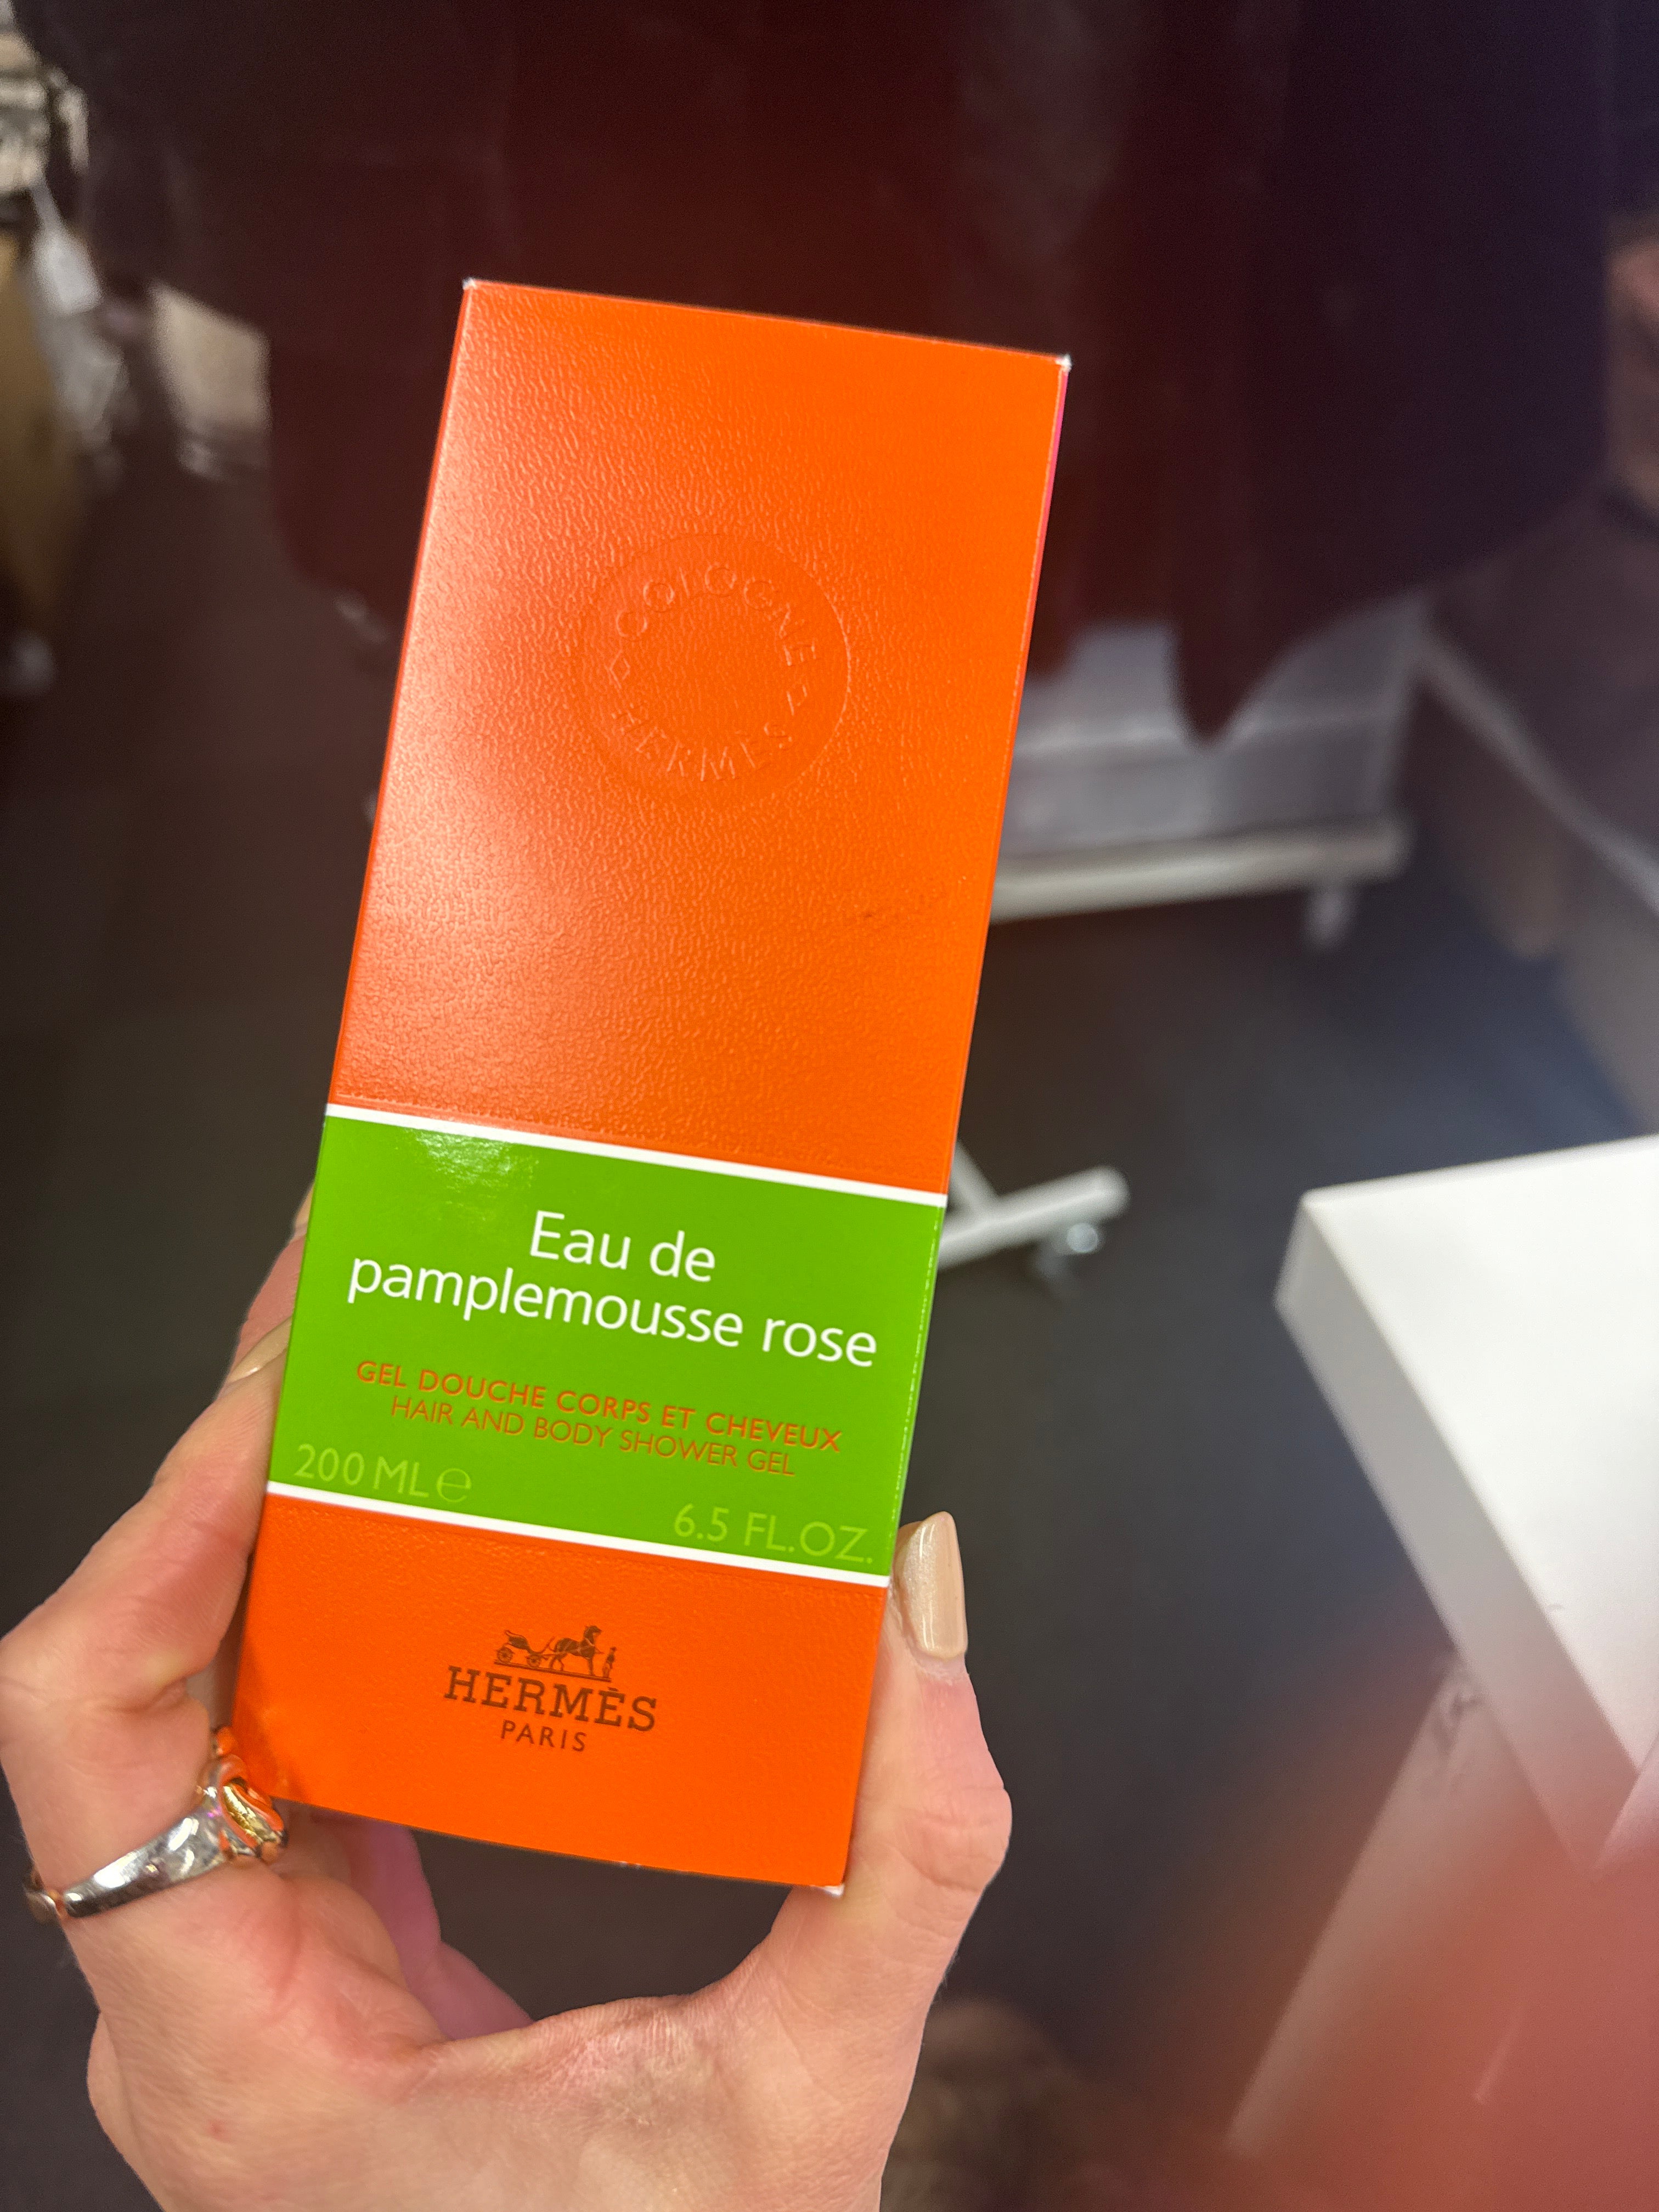 COLOGNE
HERMÈS
Eau de
pamplemousse rose
GEL DOUCHE CORPS ET CHEVEUX
HAIR AND BODY SHOWER GEL
200 ML ℮
6.5 FL.OZ.
HERMÈS
PARIS